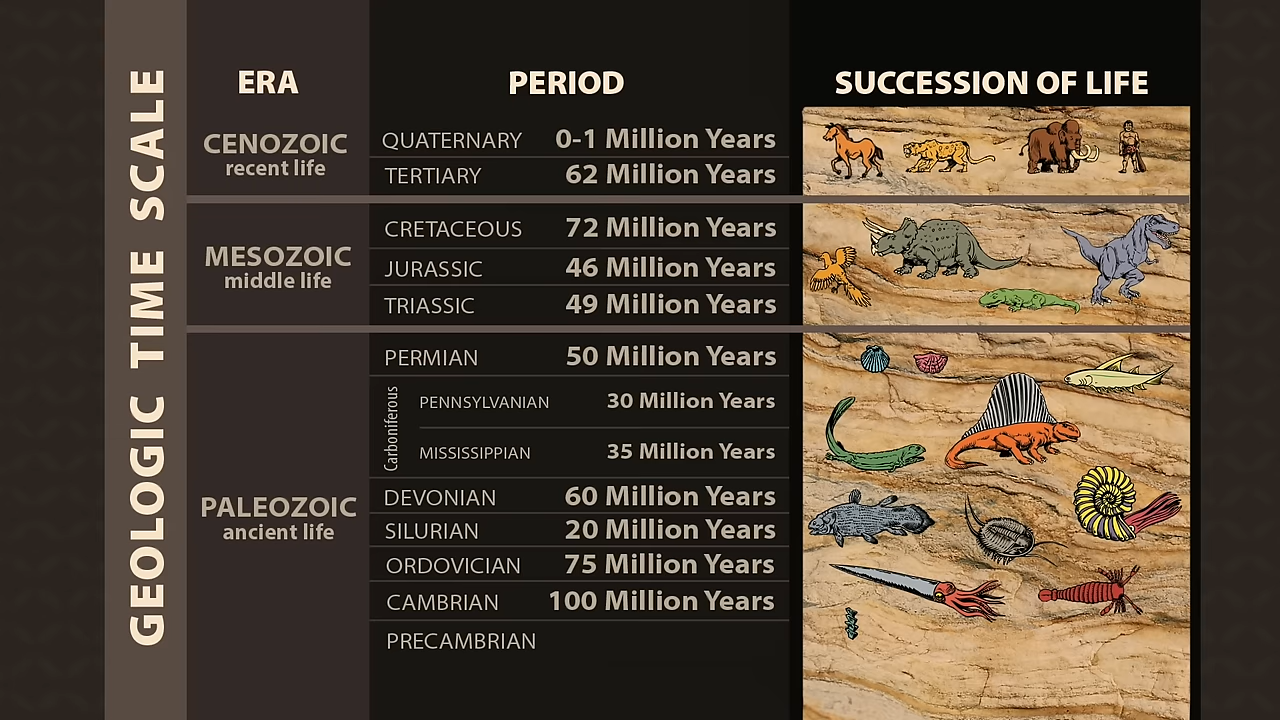 GEOLOGIC TIME SCALE
ERA
PERIOD
SUCCESSION OF LIFE
CENOZOIC
recent life
QUATERNARY 0-1 Million Years
TERTIARY 62 Million Years
MESOZOIC
middle life
CRETACEOUS 72 Million Years
JURASSIC 46 Million Years
TRIASSIC 49 Million Years
PALEOZOIC
ancient life
PERMIAN 50 Million Years
Carboniferous
PENNSYLVANIAN 30 Million Years
MISSISSIPPIAN 35 Million Years
DEVONIAN 60 Million Years
SILURIAN 20 Million Years
ORDOVICIAN 75 Million Years
CAMBRIAN 100 Million Years
PRECAMBRIAN